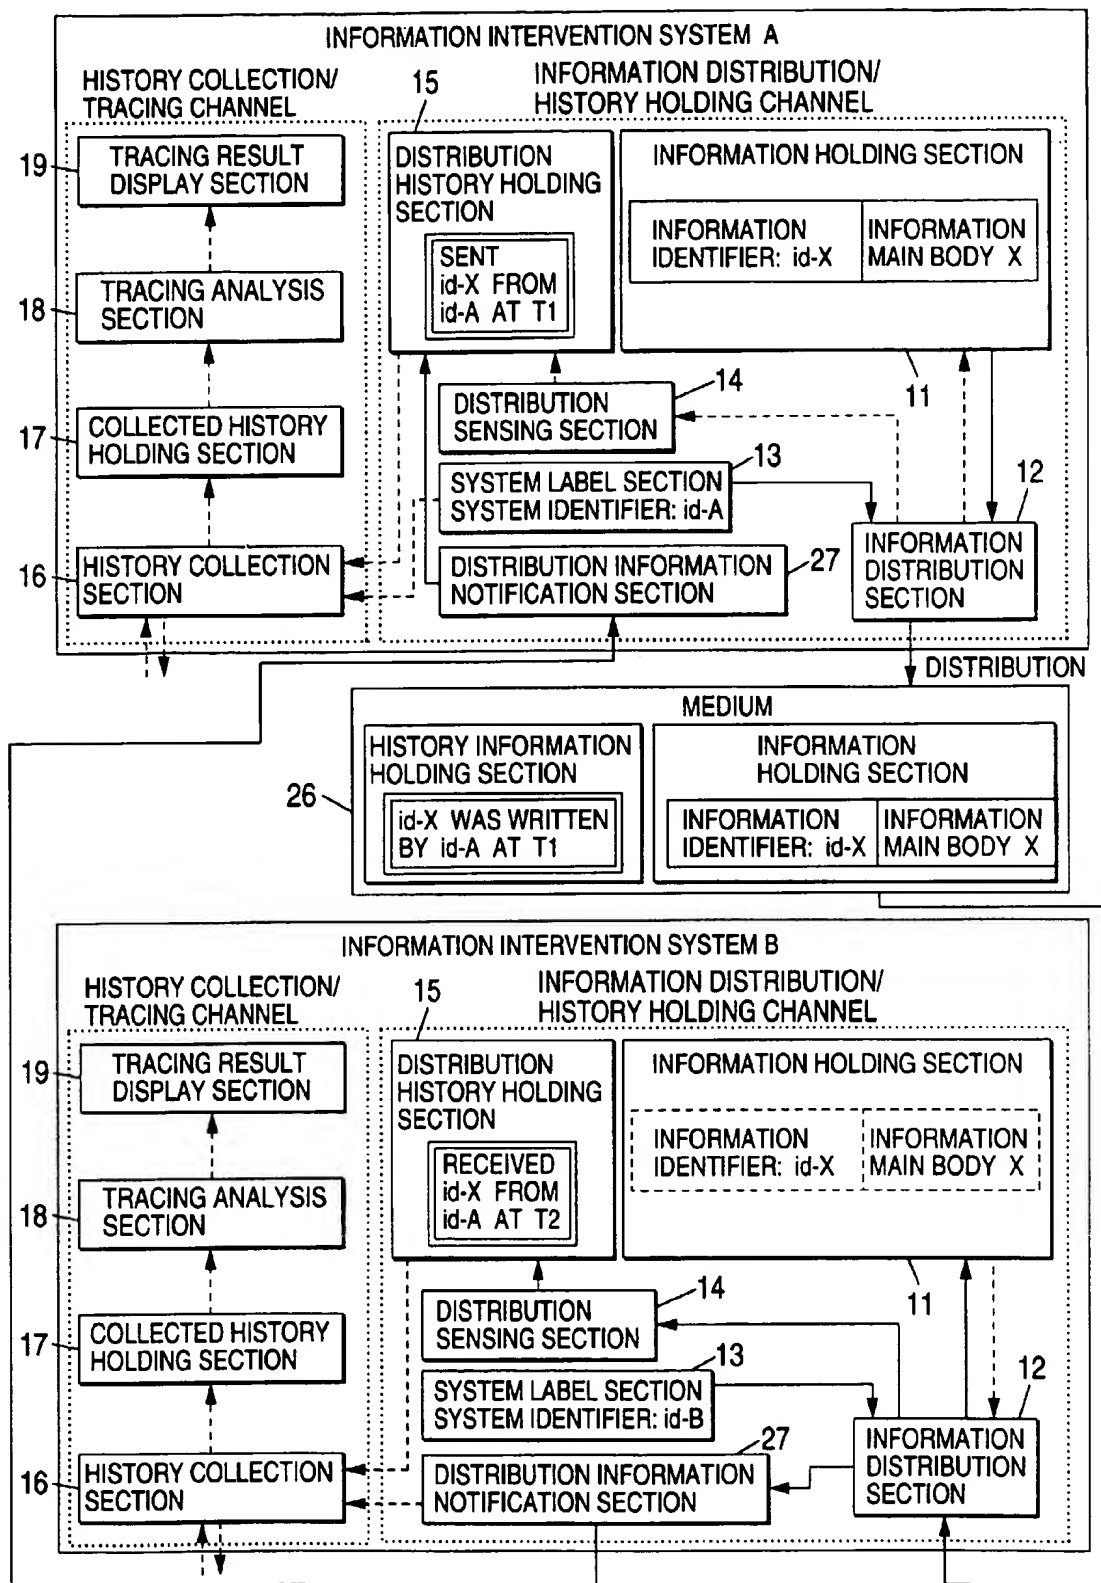 INFORMATION INTERVENTION SYSTEM A
HISTORY COLLECTION/
TRACING CHANNEL
15
INFORMATION DISTRIBUTION/
HISTORY HOLDING CHANNEL
19
TRACING RESULT
DISPLAY SECTION
DISTRIBUTION
HISTORY HOLDING
SECTION
SENT
id-X FROM
id-A AT T1
INFORMATION HOLDING SECTION
INFORMATION
IDENTIFIER: id-X
INFORMATION
MAIN BODY X
18
TRACING ANALYSIS
SECTION
14
11
17
COLLECTED HISTORY
HOLDING SECTION
DISTRIBUTION
SENSING SECTION
13
SYSTEM LABEL SECTION
SYSTEM IDENTIFIER: id-A
12
16
HISTORY COLLECTION
SECTION
DISTRIBUTION INFORMATION
NOTIFICATION SECTION
27
INFORMATION
DISTRIBUTION
SECTION
DISTRIBUTION
MEDIUM
26
HISTORY INFORMATION
HOLDING SECTION
id-X WAS WRITTEN
BY id-A AT T1
INFORMATION
HOLDING SECTION
INFORMATION
IDENTIFIER: id-X
INFORMATION
MAIN BODY X
INFORMATION INTERVENTION SYSTEM B
HISTORY COLLECTION/
TRACING CHANNEL
15
INFORMATION DISTRIBUTION/
HISTORY HOLDING CHANNEL
19
TRACING RESULT
DISPLAY SECTION
DISTRIBUTION
HISTORY HOLDING
SECTION
RECEIVED
id-X FROM
id-A AT T2
INFORMATION HOLDING SECTION
INFORMATION
IDENTIFIER: id-X
INFORMATION
MAIN BODY X
18
TRACING ANALYSIS
SECTION
14
11
17
COLLECTED HISTORY
HOLDING SECTION
DISTRIBUTION
SENSING SECTION
13
SYSTEM LABEL SECTION
SYSTEM IDENTIFIER: id-B
12
16
HISTORY COLLECTION
SECTION
27
DISTRIBUTION INFORMATION
NOTIFICATION SECTION
INFORMATION
DISTRIBUTION
SECTION